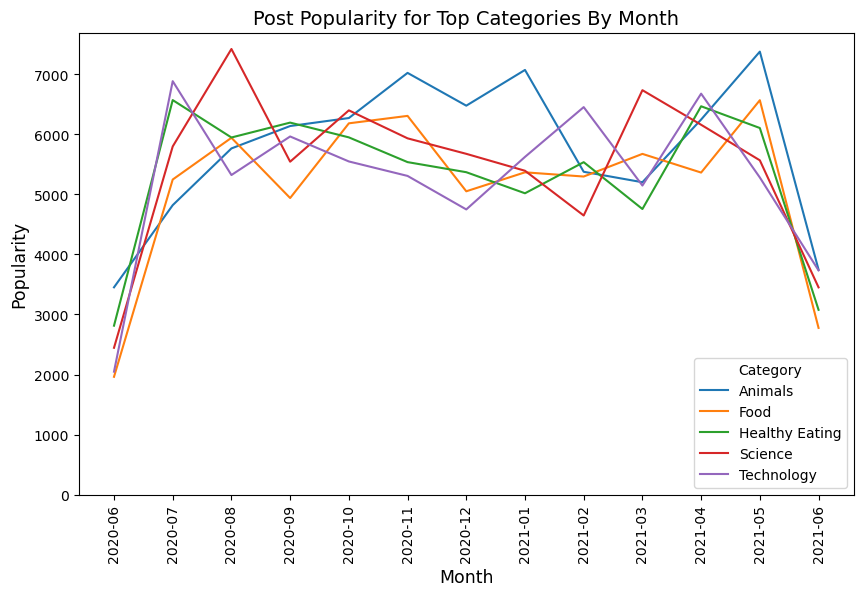 Post Popularity for Top Categories By Month
Popularity
7000
6000
5000
4000
3000
2000
1000
0
Category
Animals
Food
Healthy Eating
Science
Technology
2020-06
2020-07
2020-08
2020-09
2020-10
2020-11
2020-12
2021-01
2021-02
2021-03
2021-04
2021-05
2021-06
Month